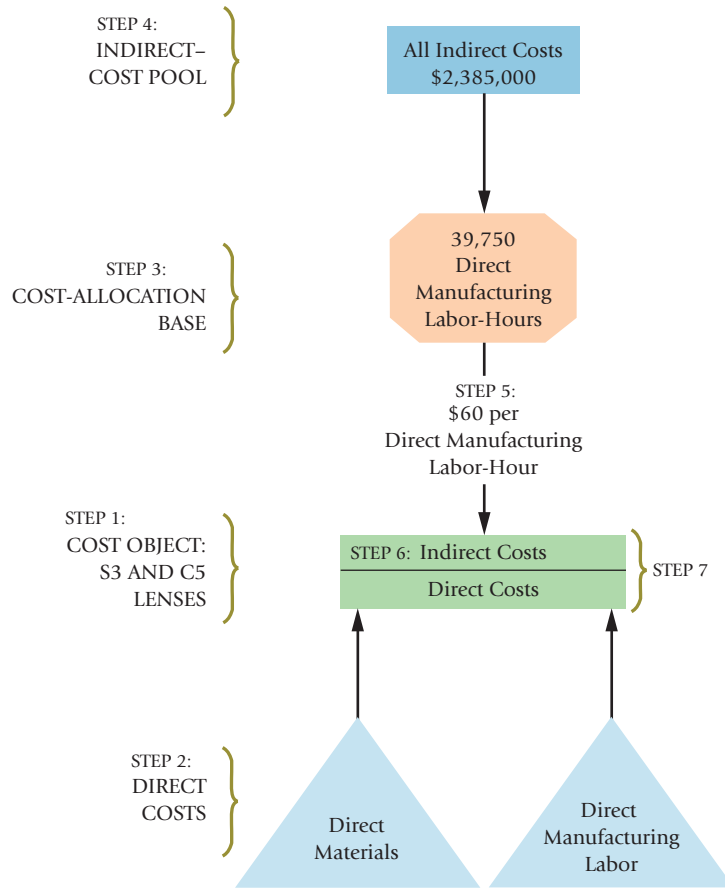 STEP 4:
INDIRECT–
COST POOL
All Indirect Costs
$2,385,000
STEP 3:
COST-ALLOCATION
BASE
39,750
Direct
Manufacturing
Labor-Hours
STEP 5:
$60 per
Direct Manufacturing
Labor-Hour
STEP 1:
COST OBJECT:
S3 AND C5
LENSES
STEP 6: Indirect Costs
Direct Costs
STEP 7
STEP 2:
DIRECT
COSTS
Direct
Materials
Direct
Manufacturing
Labor